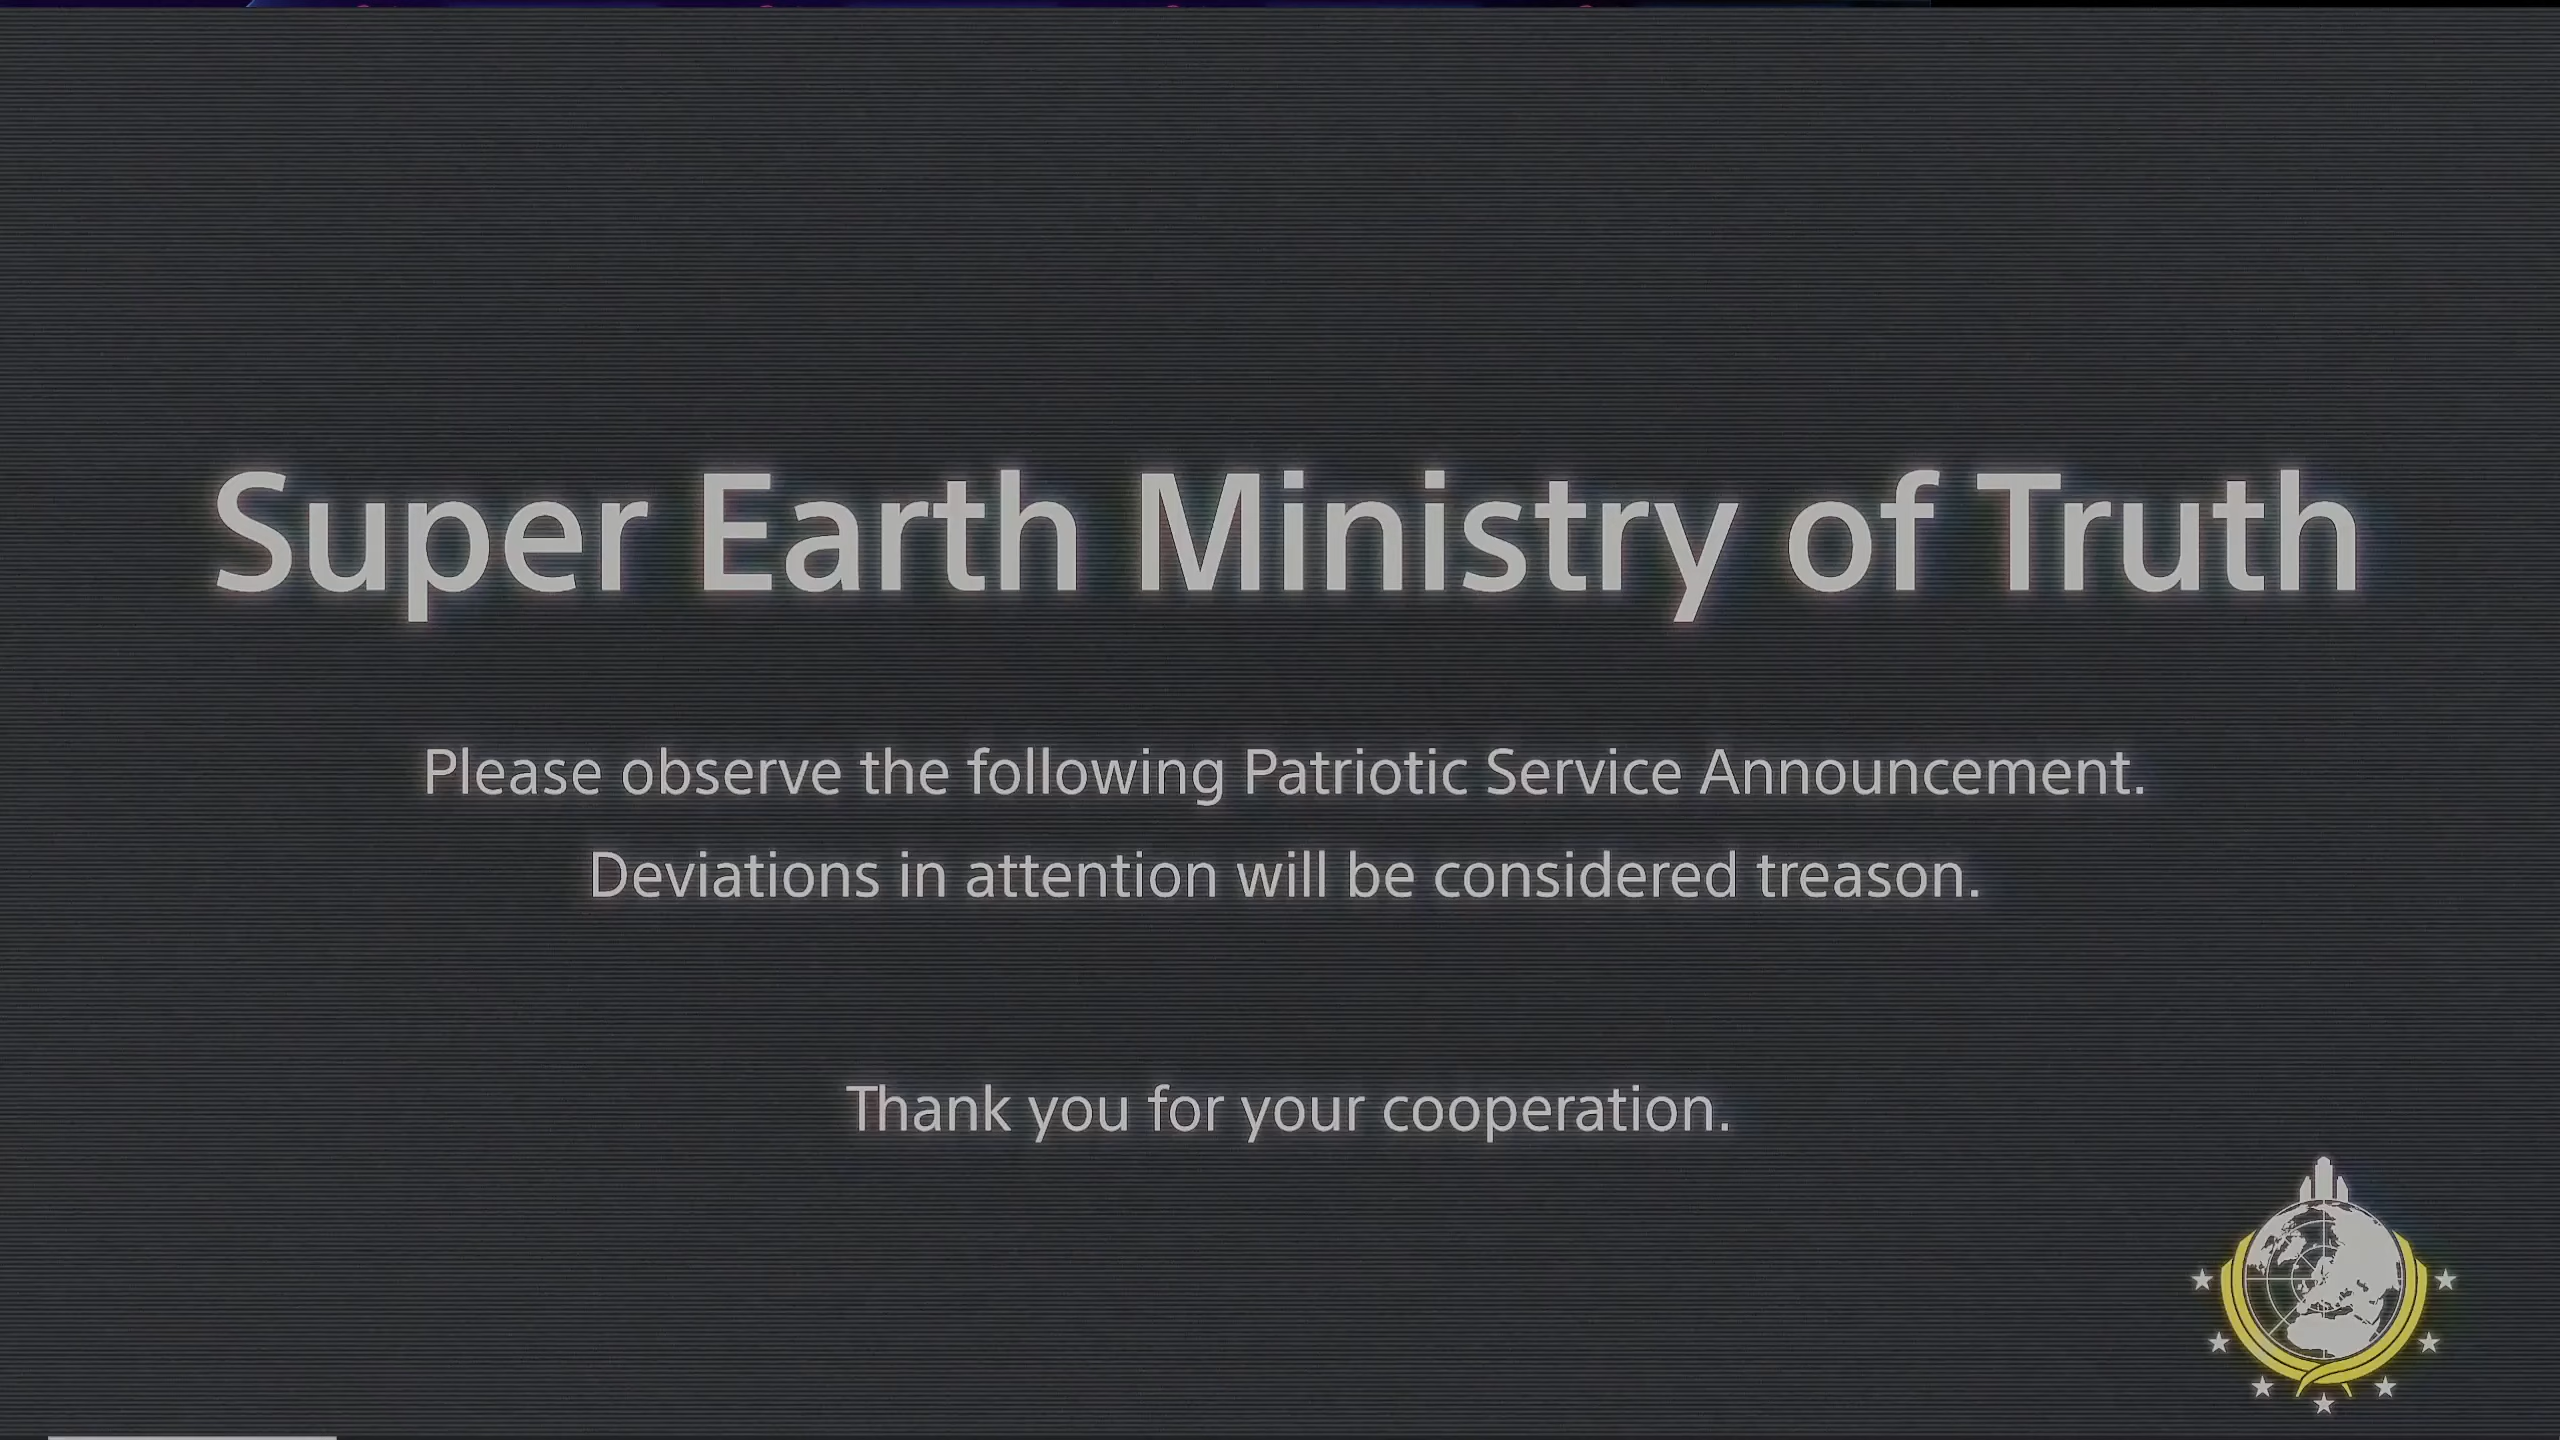 Super Earth Ministry of Truth
Please observe the following Patriotic Service Announcement.
Deviations in attention will be considered treason.
Thank you for your cooperation.